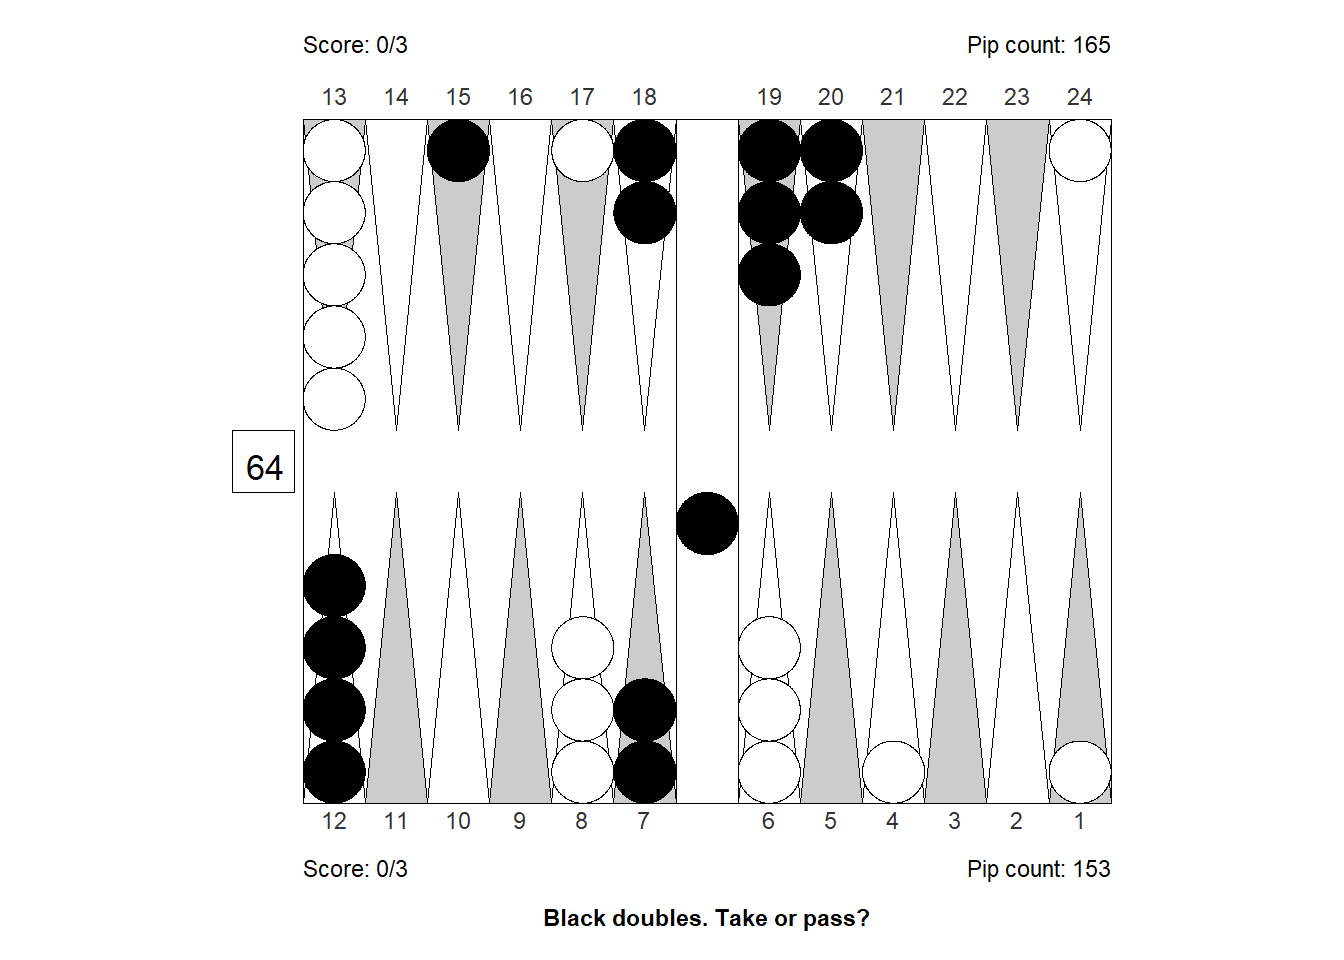 Score: 0/3 Pip count: 165
13 14 15 16 17 18 19 20 21 22 23 24
64
12 11 10 9 8 7 6 5 4 3 2 1
Score: 0/3 Pip count: 153
Black doubles. Take or pass?